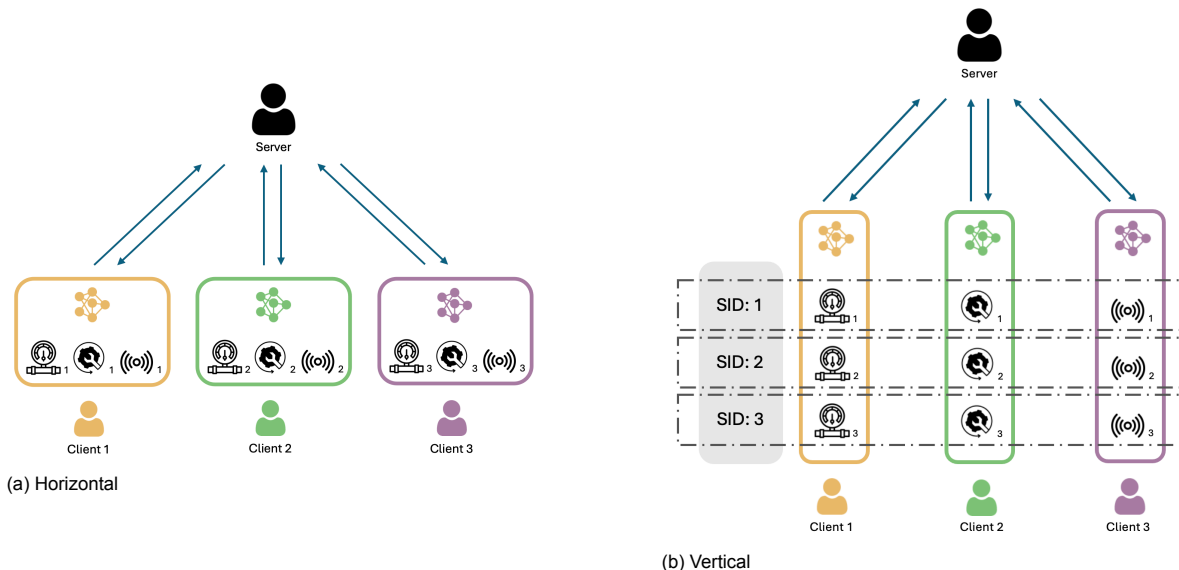 Server
1 1 1
2 2 2
3 3 3
Client 1
Client 2
Client 3
(a) Horizontal
Server
SID: 1
1 1 1
SID: 2
2 2 2
SID: 3
3 3 3
Client 1
Client 2
Client 3
(b) Vertical